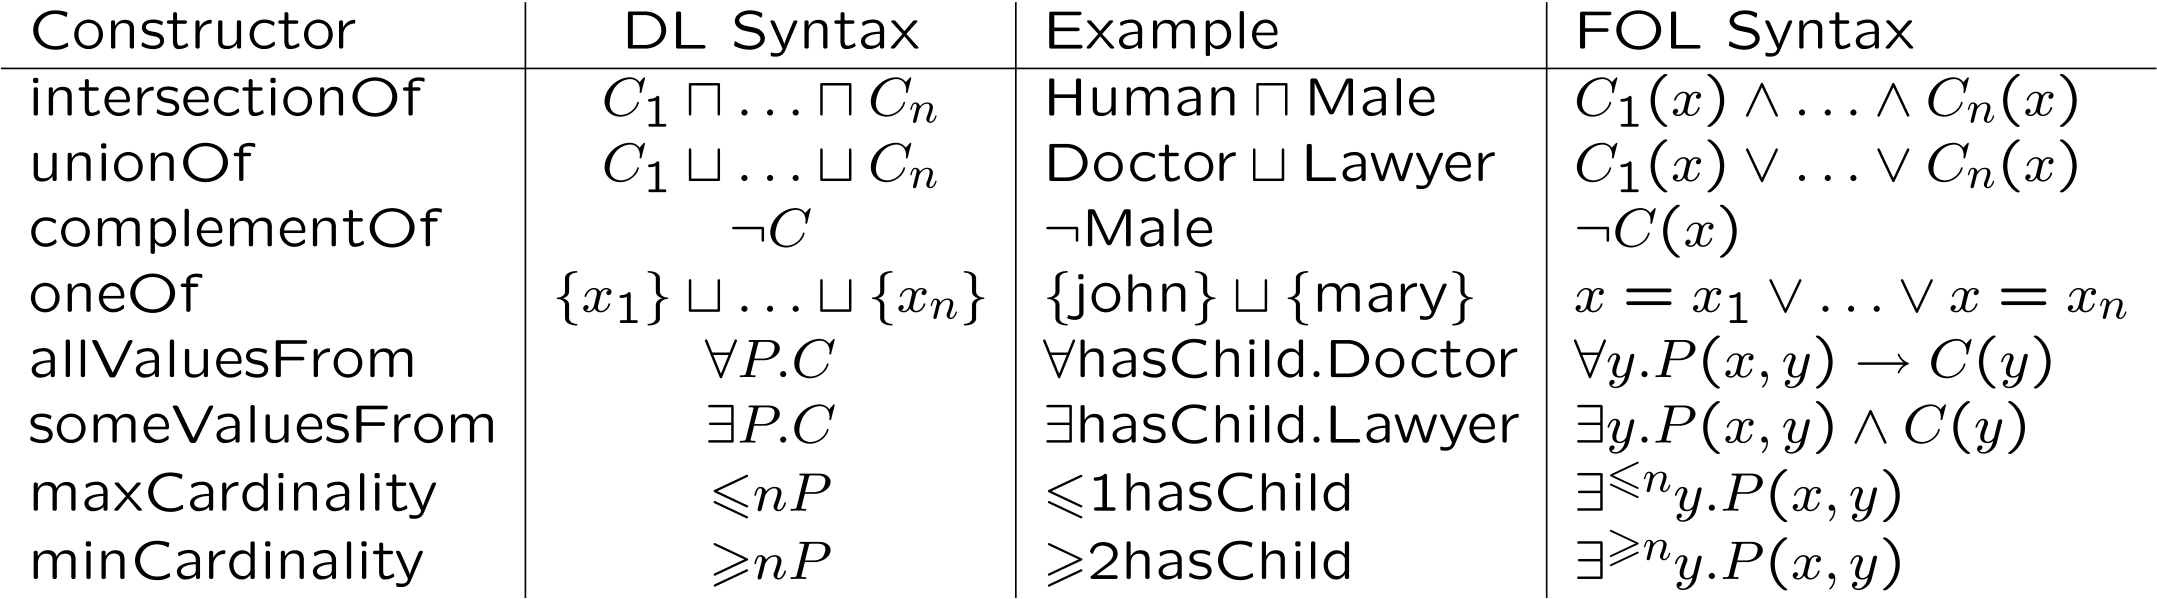 Constructor DL Syntax Example FOL Syntax
intersectionOf C₁ ⊓ … ⊓ Cₙ Human ⊓ Male C₁(x) ∧ … ∧ Cₙ(x)
unionOf C₁ ⊔ … ⊔ Cₙ Doctor ⊔ Lawyer C₁(x) ∨ … ∨ Cₙ(x)
complementOf ¬C ¬Male ¬C(x)
oneOf {x₁} ⊔ … ⊔ {xₙ} {john} ⊔ {mary} x = x₁ ∨ … ∨ x = xₙ
allValuesFrom ∀P.C ∀hasChild.Doctor ∀y.P(x, y) → C(y)
someValuesFrom ∃P.C ∃hasChild.Lawyer ∃y.P(x, y) ∧ C(y)
maxCardinality ⩽nP ⩽1hasChild ∃⩽ⁿy.P(x, y)
minCardinality ⩾nP ⩾2hasChild ∃⩾ⁿy.P(x, y)